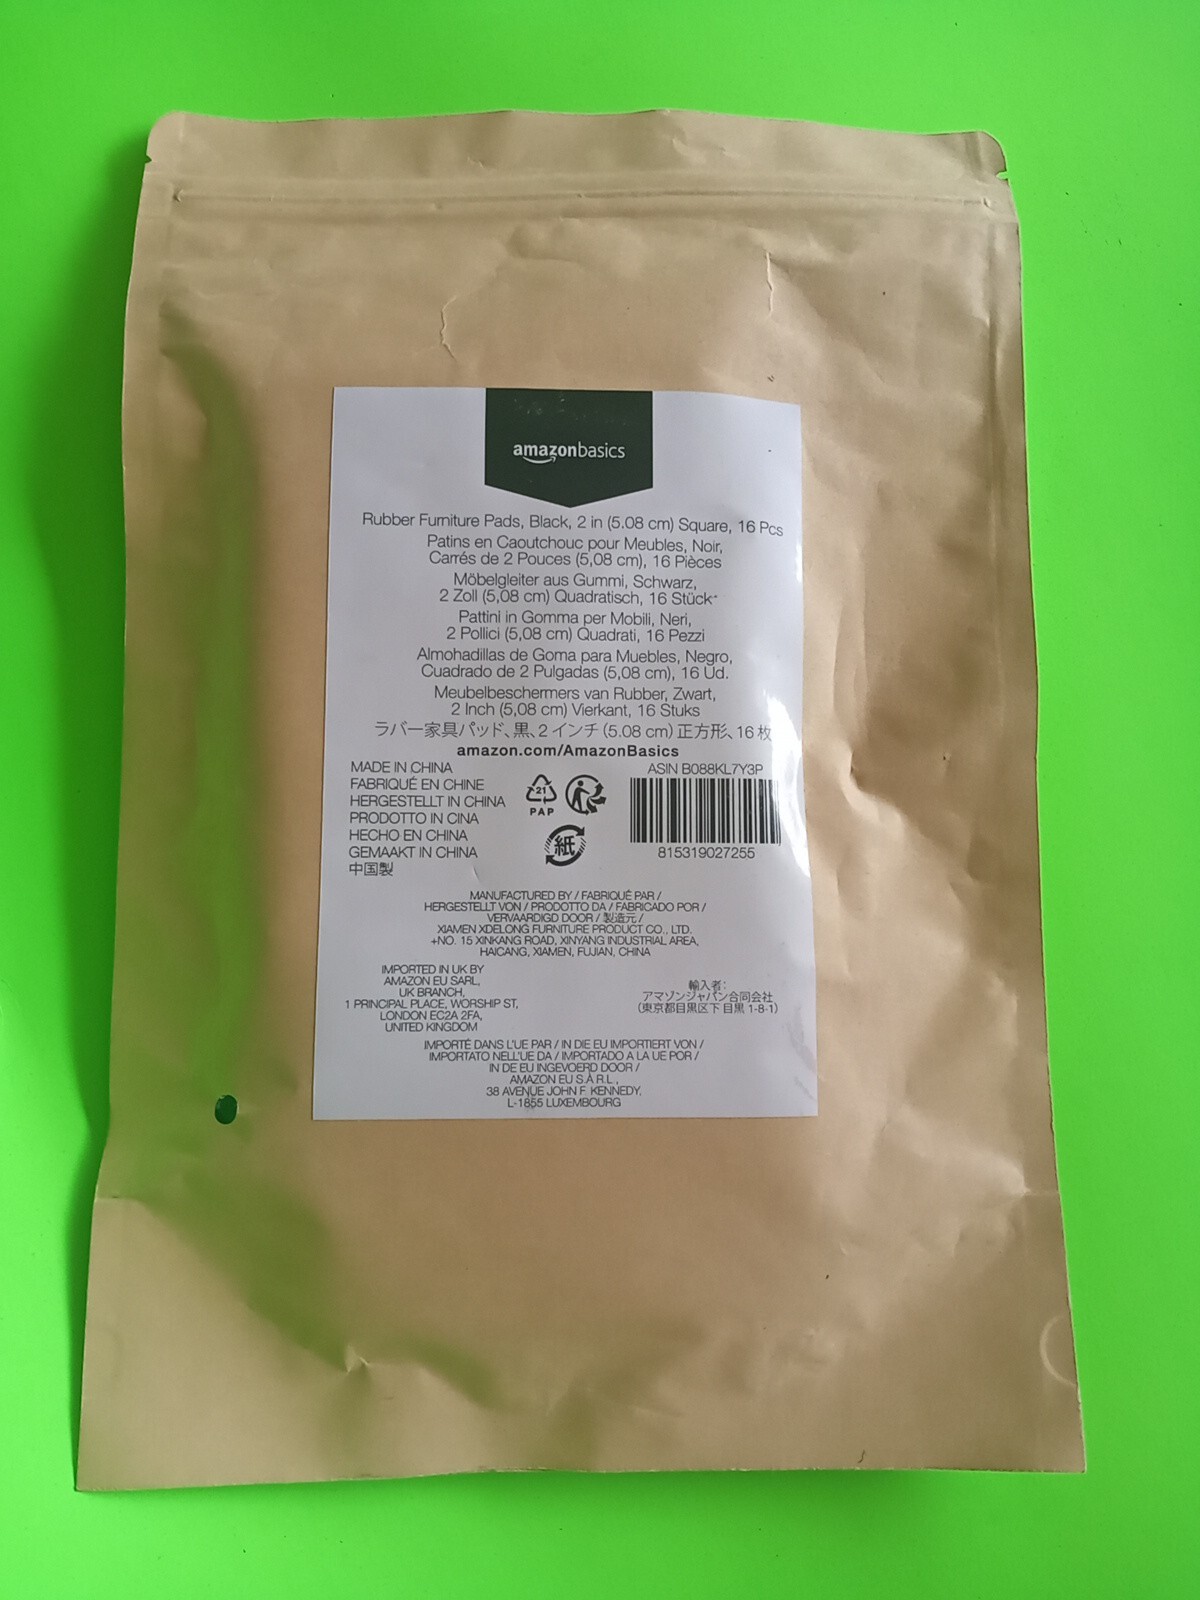 amazonbasics
Rubber Furniture Pads, Black, 2 in (5.08 cm) Square, 16 Pcs
Patins en Caoutchouc pour Meubles, Noir,
Carrés de 2 Pouces (5,08 cm), 16 Pièces
Möbelgleiter aus Gummi, Schwarz,
2 Zoll (5,08 cm) Quadratisch, 16 Stück
Pattini in Gomma per Mobili, Neri,
2 Pollici (5,08 cm) Quadrati, 16 Pezzi
Almohadillas de Goma para Muebles, Negro,
Cuadrado de 2 Pulgadas (5,08 cm), 16 Ud.
Meubelbeschermers van Rubber, Zwart,
2 Inch (5,08 cm) Vierkant, 16 Stuks
ラバー家具パッド、黒、2 インチ (5.08 cm) 正方形、16 枚
amazon.com/AmazonBasics
MADE IN CHINA
FABRIQUÉ EN CHINE
HERGESTELLT IN CHINA
PRODOTTO IN CINA
HECHO EN CHINA
GEMAAKT IN CHINA
中国製
21
PAP
紙
ASIN B088KL7Y3P
815319027255
MANUFACTURED BY / FABRIQUÉ PAR /
HERGESTELLT VON / PRODOTTO DA / FABRICADO POR /
VERVAARDIGD DOOR / 製造元 /
XIAMEN XDELONG FURNITURE PRODUCT CO., LTD.
+NO. 15 XINKANG ROAD, XINYANG INDUSTRIAL AREA,
HAICANG, XIAMEN, FUJIAN, CHINA
IMPORTED IN UK BY
AMAZON EU SARL,
UK BRANCH,
1 PRINCIPAL PLACE, WORSHIP ST,
LONDON EC2A 2FA,
UNITED KINGDOM
輸入者:
アマゾンジャパン合同会社
(東京都目黒区下 目黒 1-8-1)
IMPORTÉ DANS L'UE PAR / IN DIE EU IMPORTIERT VON /
IMPORTATO NELL'UE DA / IMPORTADO A LA UE POR /
IN DE EU INGEVOERD DOOR /
AMAZON EU S.À R.L.,
38 AVENUE JOHN F. KENNEDY,
L-1855 LUXEMBOURG